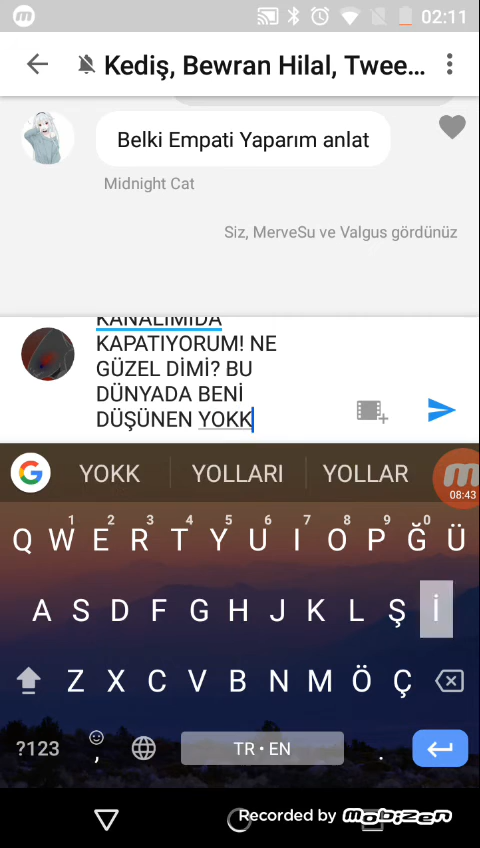 02:11
Kediş, Bewran Hilal, Twee...
Belki Empati Yaparım anlat
Midnight Cat
Siz, MerveSu ve Valgus gördünüz
KANALIMIDA
KAPATIYORUM! NE
GÜZEL DİMİ? BU
DÜNYADA BENİ
DÜŞÜNEN YOKK
G YOKK YOLLARI YOLLAR m
08:43
1 2 3 4 5 6 7 8 9 0
Q W E R T Y U I O P Ğ Ü
A S D F G H J K L Ş İ
Z X C V B N M Ö Ç
?123 , TR • EN .
Recorded by Mobizen